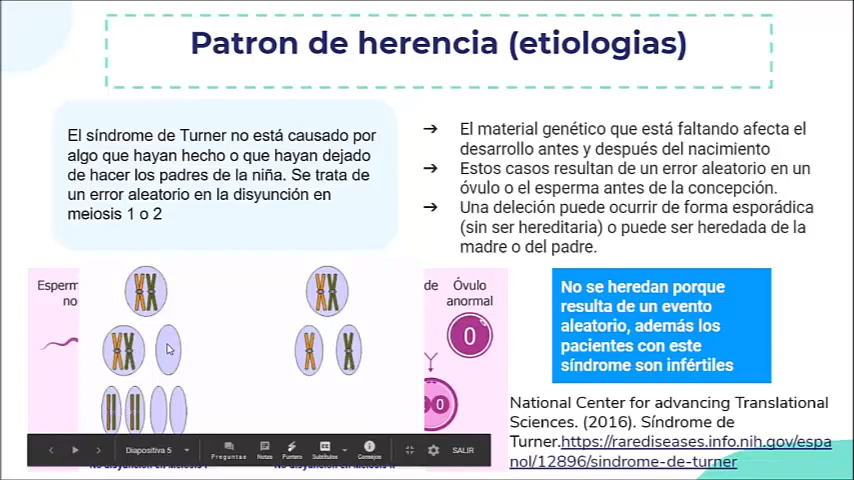 Patron de herencia (etiologias)
El síndrome de Turner no está causado por
algo que hayan hecho o que hayan dejado
de hacer los padres de la niña. Se trata de
un error aleatorio en la disyunción en
meiosis 1 o 2
➔ El material genético que está faltando afecta el
desarrollo antes y después del nacimiento
➔ Estos casos resultan de un error aleatorio en un
óvulo o el esperma antes de la concepción.
➔ Una deleción puede ocurrir de forma esporádica
(sin ser hereditaria) o puede ser heredada de la
madre o del padre.
Esperm
no
de Óvulo
anormal
0
0
No se heredan porque
resulta de un evento
aleatorio, además los
pacientes con este
síndrome son infértiles
National Center for advancing Translational
Sciences. (2016). Síndrome de
Turner.https://rarediseases.info.nih.gov/espa
nol/12896/sindrome-de-turner
Diapositiva 5
Preguntas
Notas
Puntero
Subtítulos
Consejos
SALIR